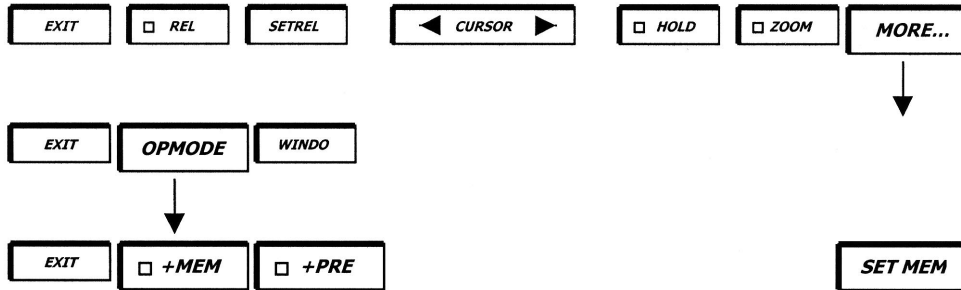 EXIT REL SETREL CURSOR HOLD ZOOM MORE...
EXIT OPMODE WINDO
EXIT +MEM +PRE SET MEM